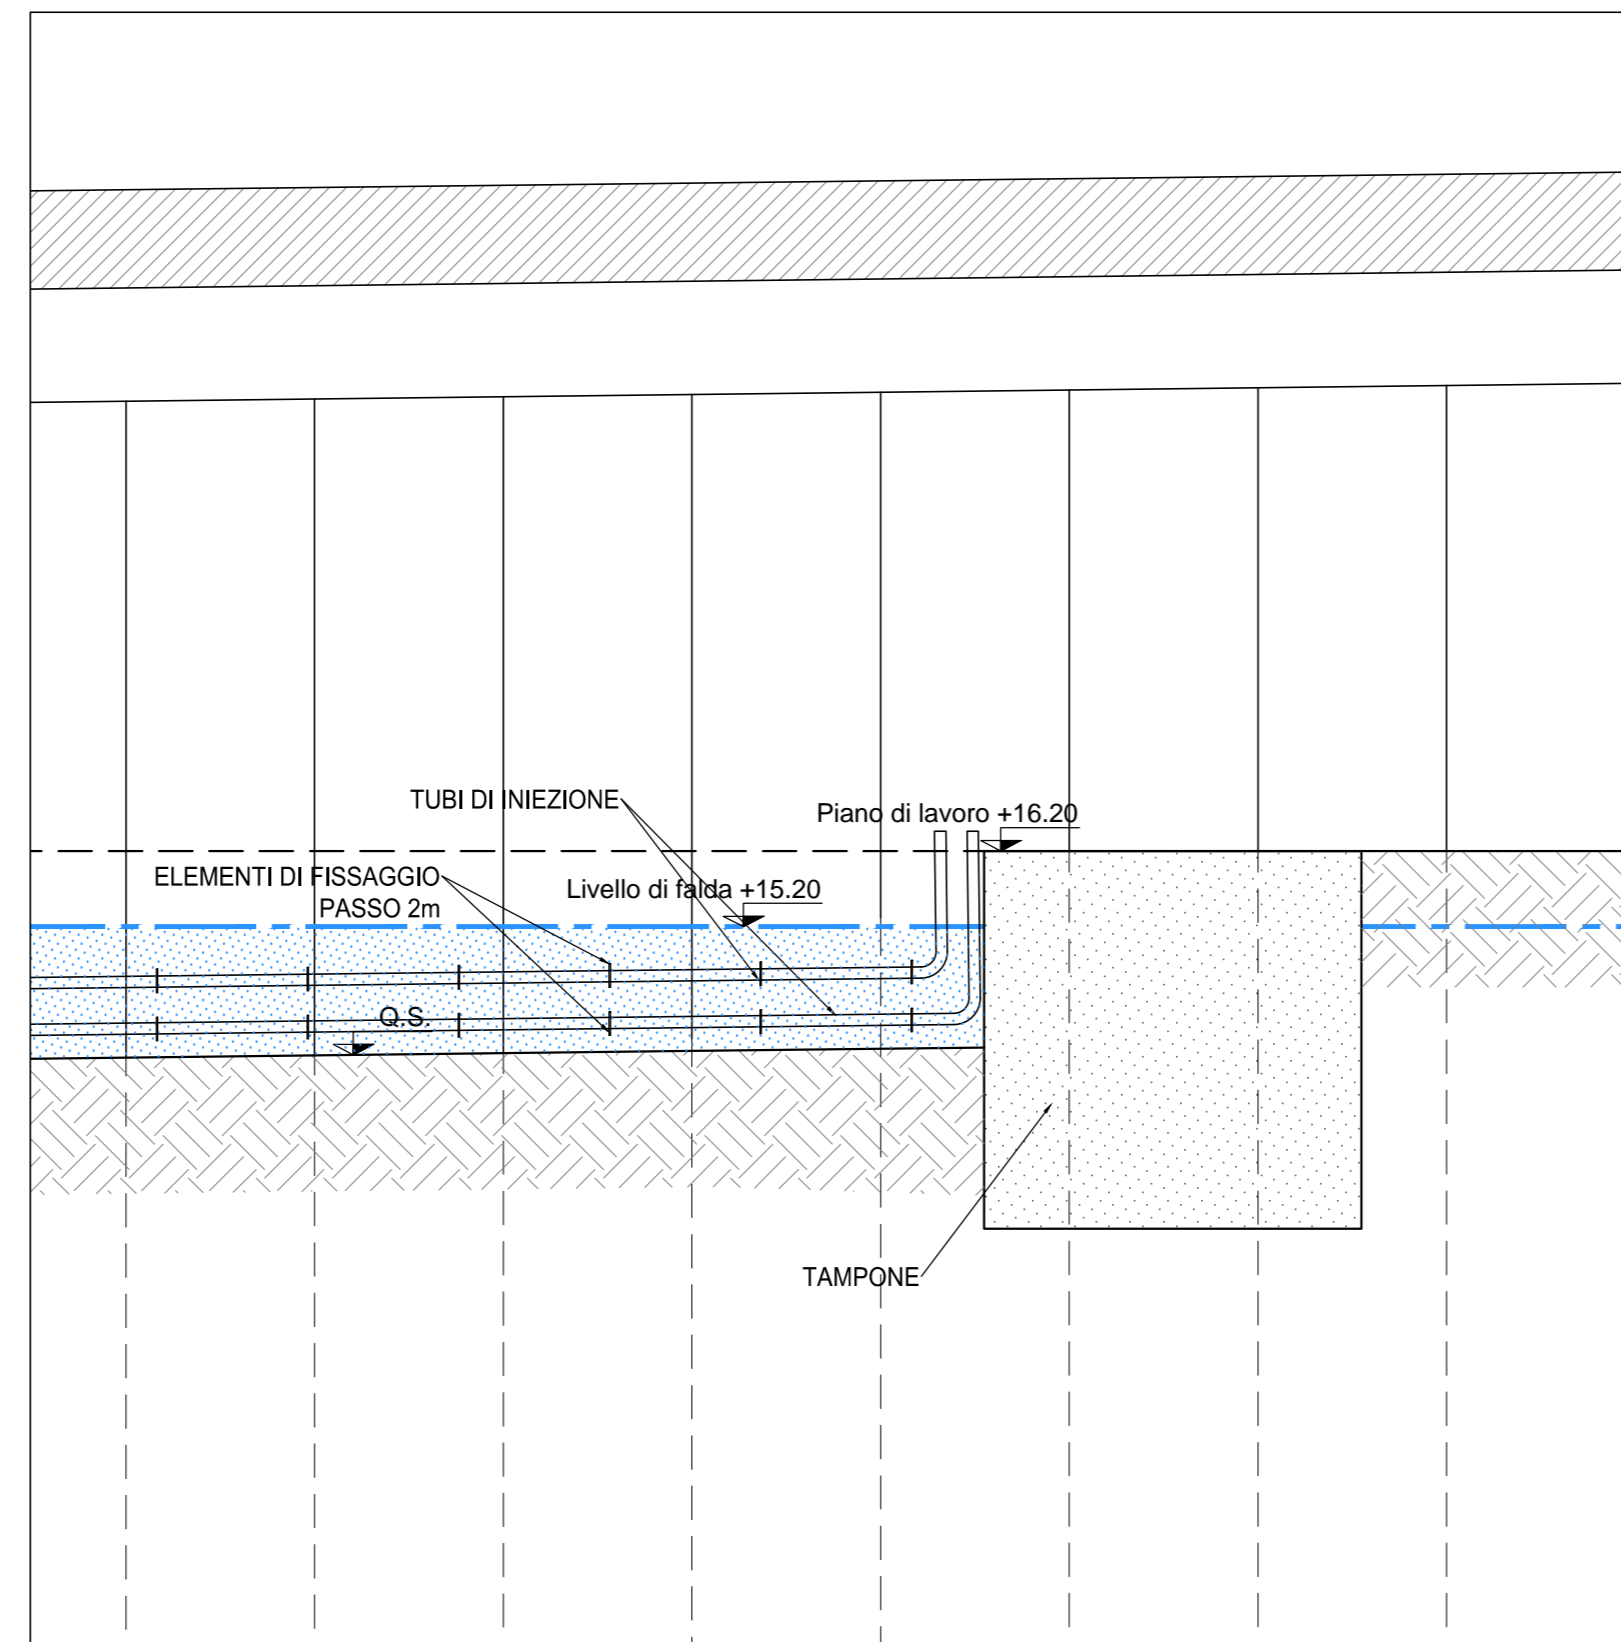 TUBI DI INIEZIONE
Piano di lavoro +16.20
ELEMENTI DI FISSAGGIO
PASSO 2m
Livello di falda +15.20
Q.S.
TAMPONE